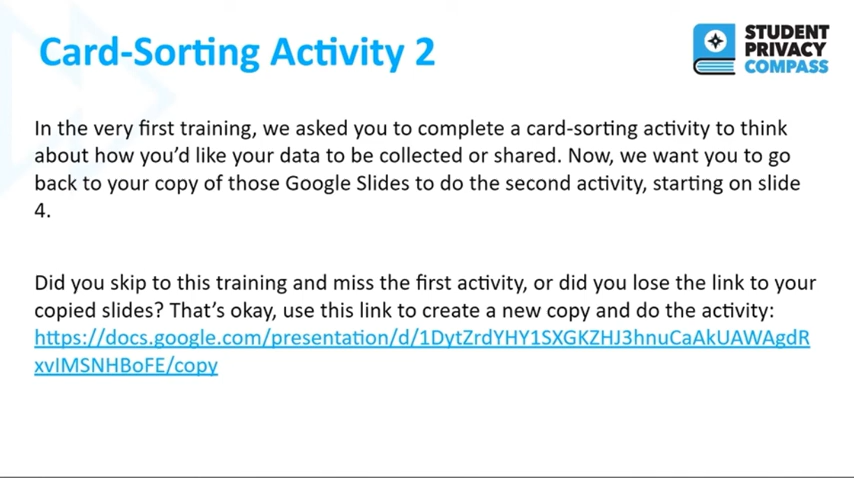 Card-Sorting Activity 2
STUDENT
PRIVACY
COMPASS
In the very first training, we asked you to complete a card-sorting activity to think
about how you’d like your data to be collected or shared. Now, we want you to go
back to your copy of those Google Slides to do the second activity, starting on slide
4.
Did you skip to this training and miss the first activity, or did you lose the link to your
copied slides? That’s okay, use this link to create a new copy and do the activity:
https://docs.google.com/presentation/d/1DytZrdYHY1SXGKZHJ3hnuCaAkUAWAgdR
xvIMSNHBoFE/copy